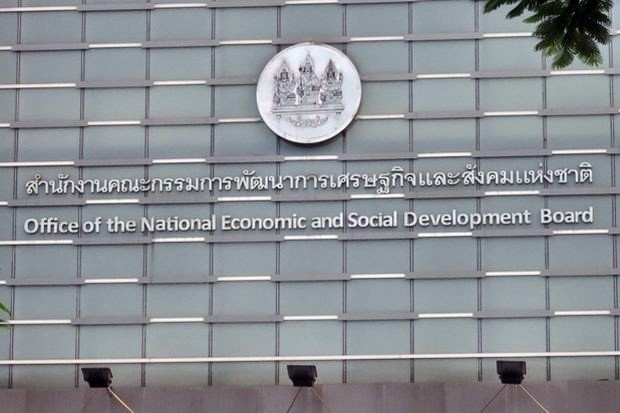 สำนักงานคณะกรรมการพัฒนาการเศรษฐกิจและสังคมแห่งชาติ
Office of the National Economic and Social Development Board